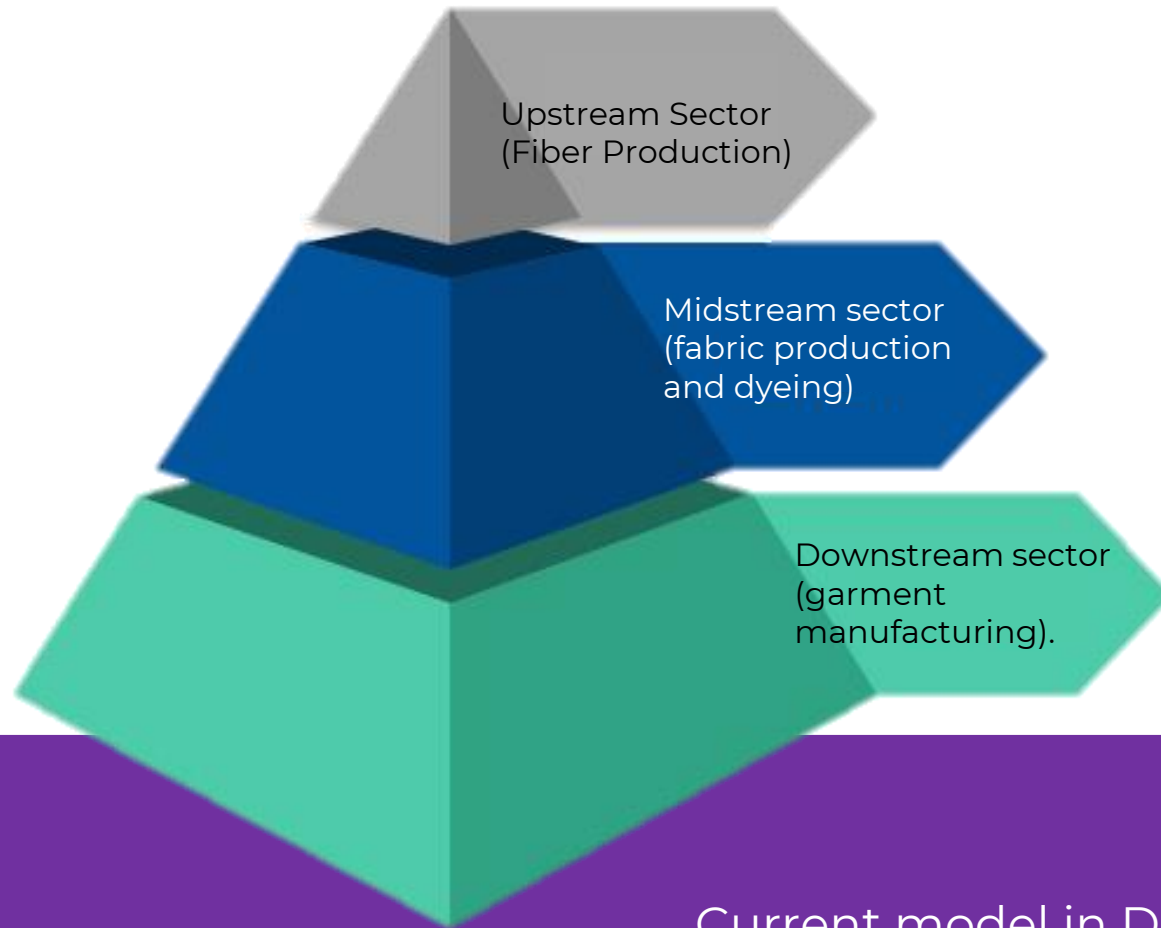 Upstream Sector
(Fiber Production)
Midstream sector
(fabric production
and dyeing)
Downstream sector
(garment
manufacturing).
Current model in D